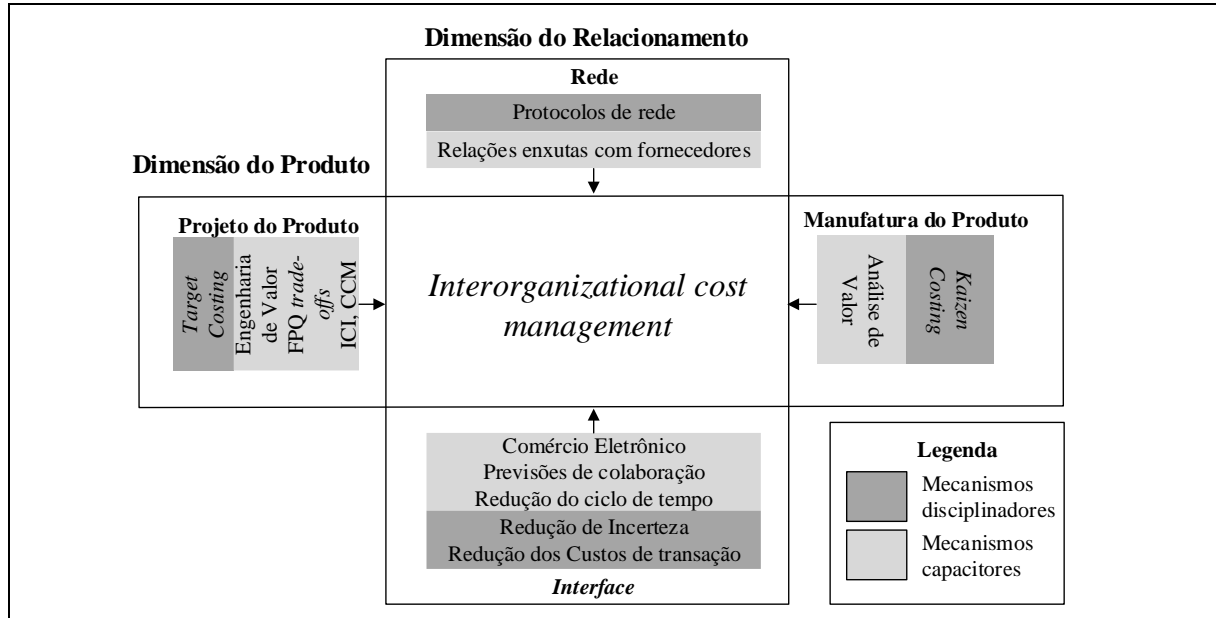 Dimensão do Relacionamento
Rede
Protocolos de rede
Relações enxutas com fornecedores
Dimensão do Produto
Projeto do Produto
Target
Costing
Engenharia
de Valor
FPQ trade-
offs
ICI, CCM
Interorganizational cost
management
Manufatura do Produto
Análise de
Valor
Kaizen
Costing
Comércio Eletrônico
Previsões de colaboração
Redução do ciclo de tempo
Redução de Incerteza
Redução dos Custos de transação
Interface
Legenda
Mecanismos
disciplinadores
Mecanismos
capacitores